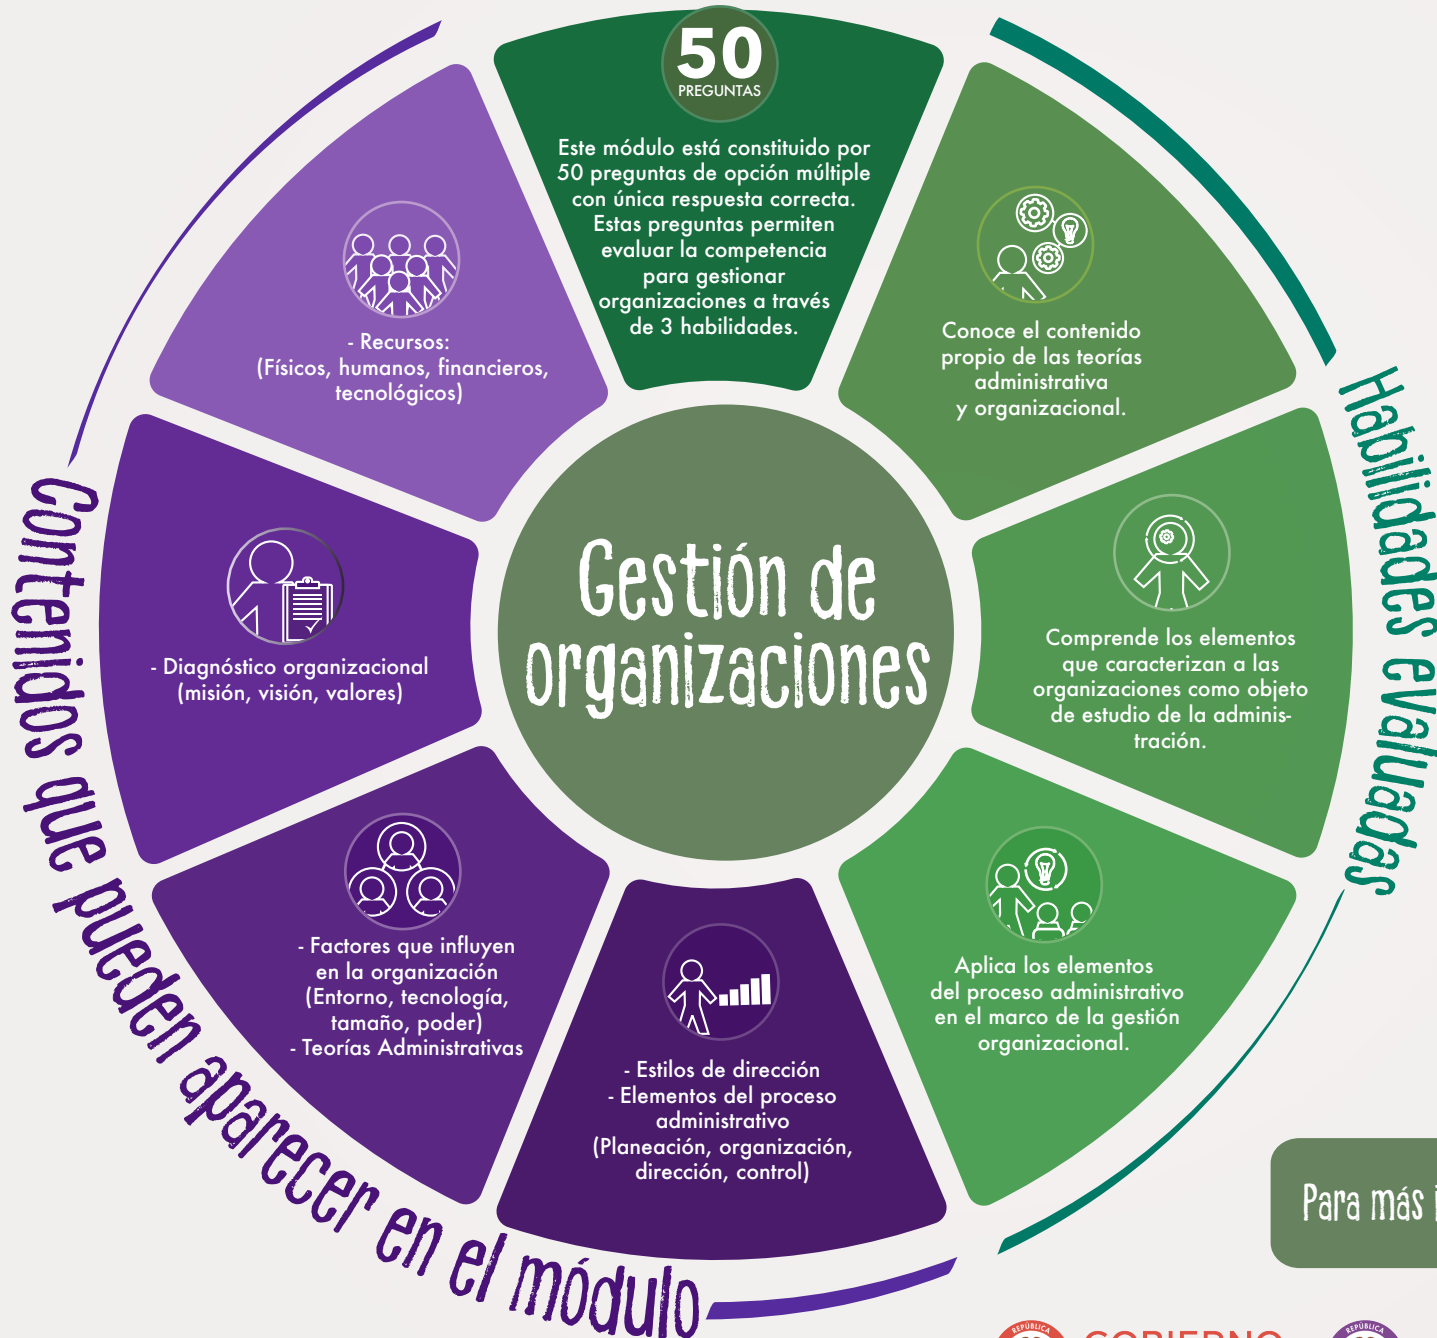 50
PREGUNTAS
Este módulo está constituido por
50 preguntas de opción múltiple
con única respuesta correcta.
Estas preguntas permiten
evaluar la competencia
para gestionar
organizaciones a través
de 3 habilidades.
Habilidades evaluadas
Conoce el contenido
propio de las teorías
administrativa
y organizacional.
Comprende los elementos
que caracterizan a las
organizaciones como objeto
de estudio de la adminis-
tración.
Aplica los elementos
del proceso administrativo
en el marco de la gestión
organizacional.
Gestión de
organizaciones
Contenidos que pueden aparecer en el módulo
- Recursos:
(Físicos, humanos, financieros,
tecnológicos)
- Diagnóstico organizacional
(misión, visión, valores)
- Factores que influyen
en la organización
(Entorno, tecnología,
tamaño, poder)
- Teorías Administrativas
- Estilos de dirección
- Elementos del proceso
administrativo
(Planeación, organización,
dirección, control)
Para más
REPÚBLICA
GOBIERNO
REPÚBLICA